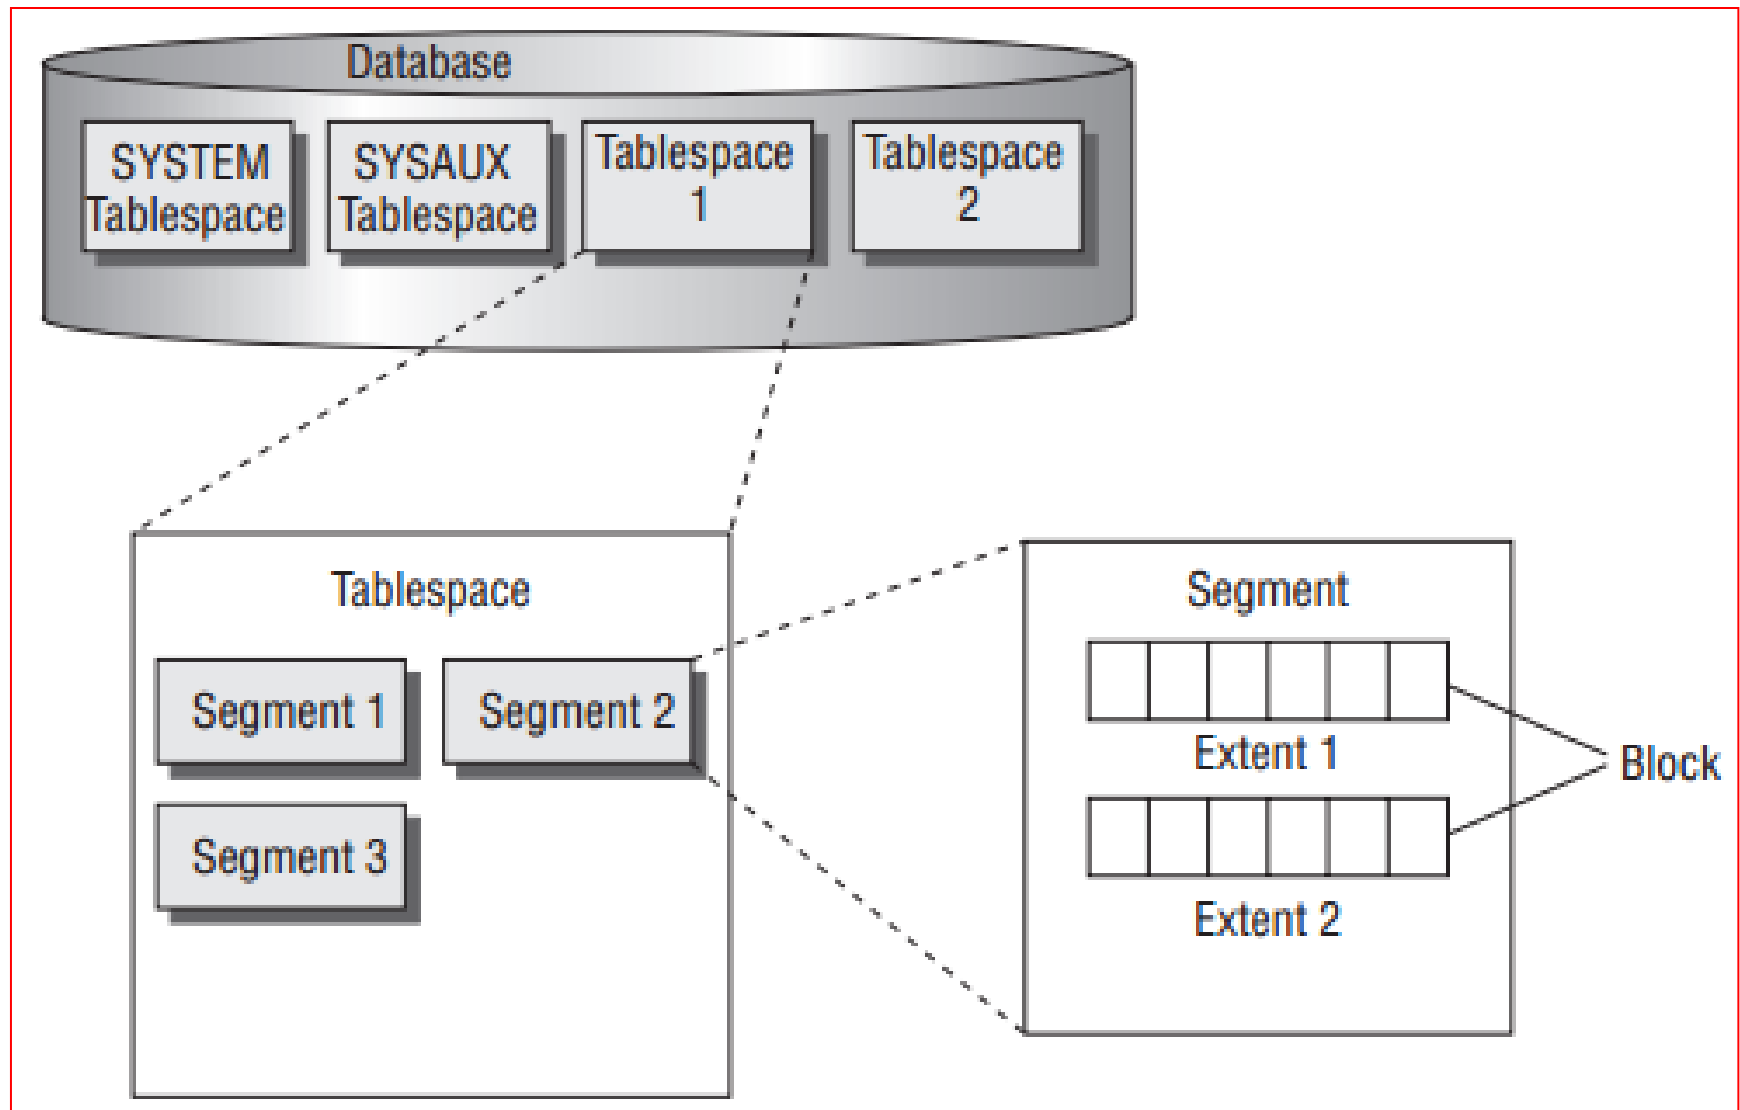 Database
SYSTEM
Tablespace
SYSAUX
Tablespace
Tablespace
1
Tablespace
2
Tablespace
Segment 1
Segment 2
Segment 3
Segment
Extent 1
Block
Extent 2